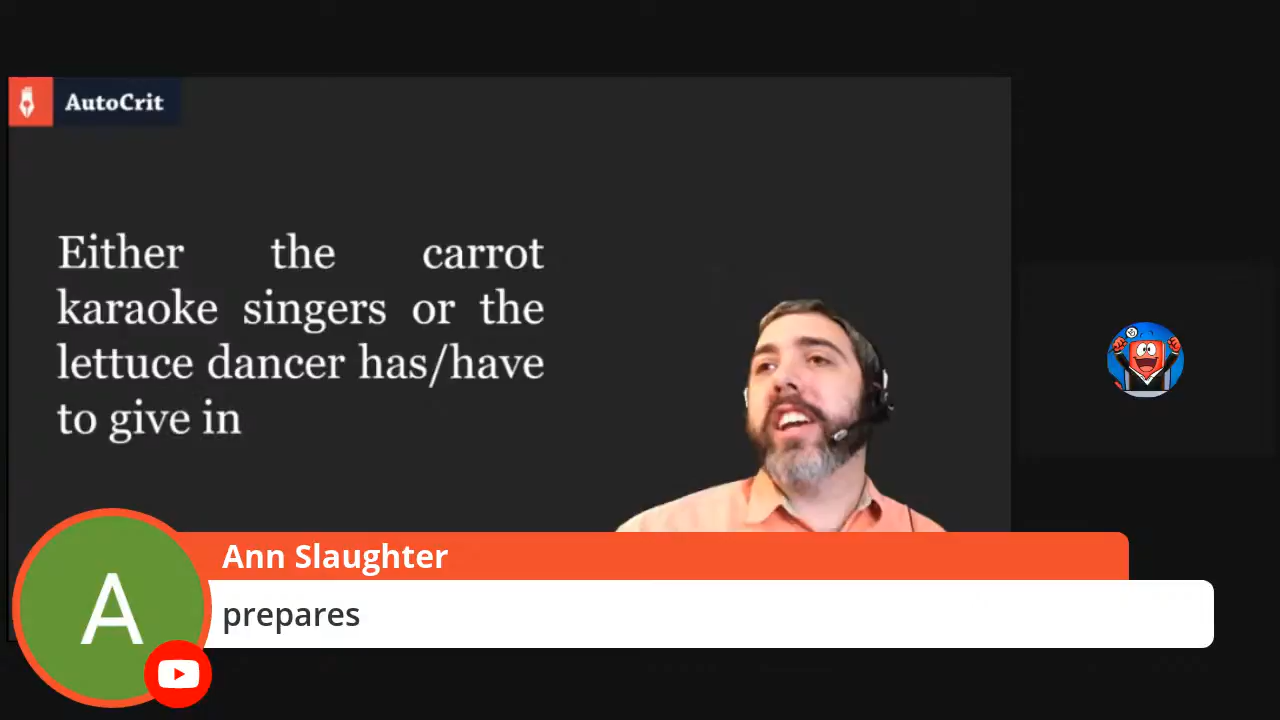 AutoCrit
Either the carrot
karaoke singers or the
lettuce dancer has/have
to give in
Ann Slaughter
A
prepares